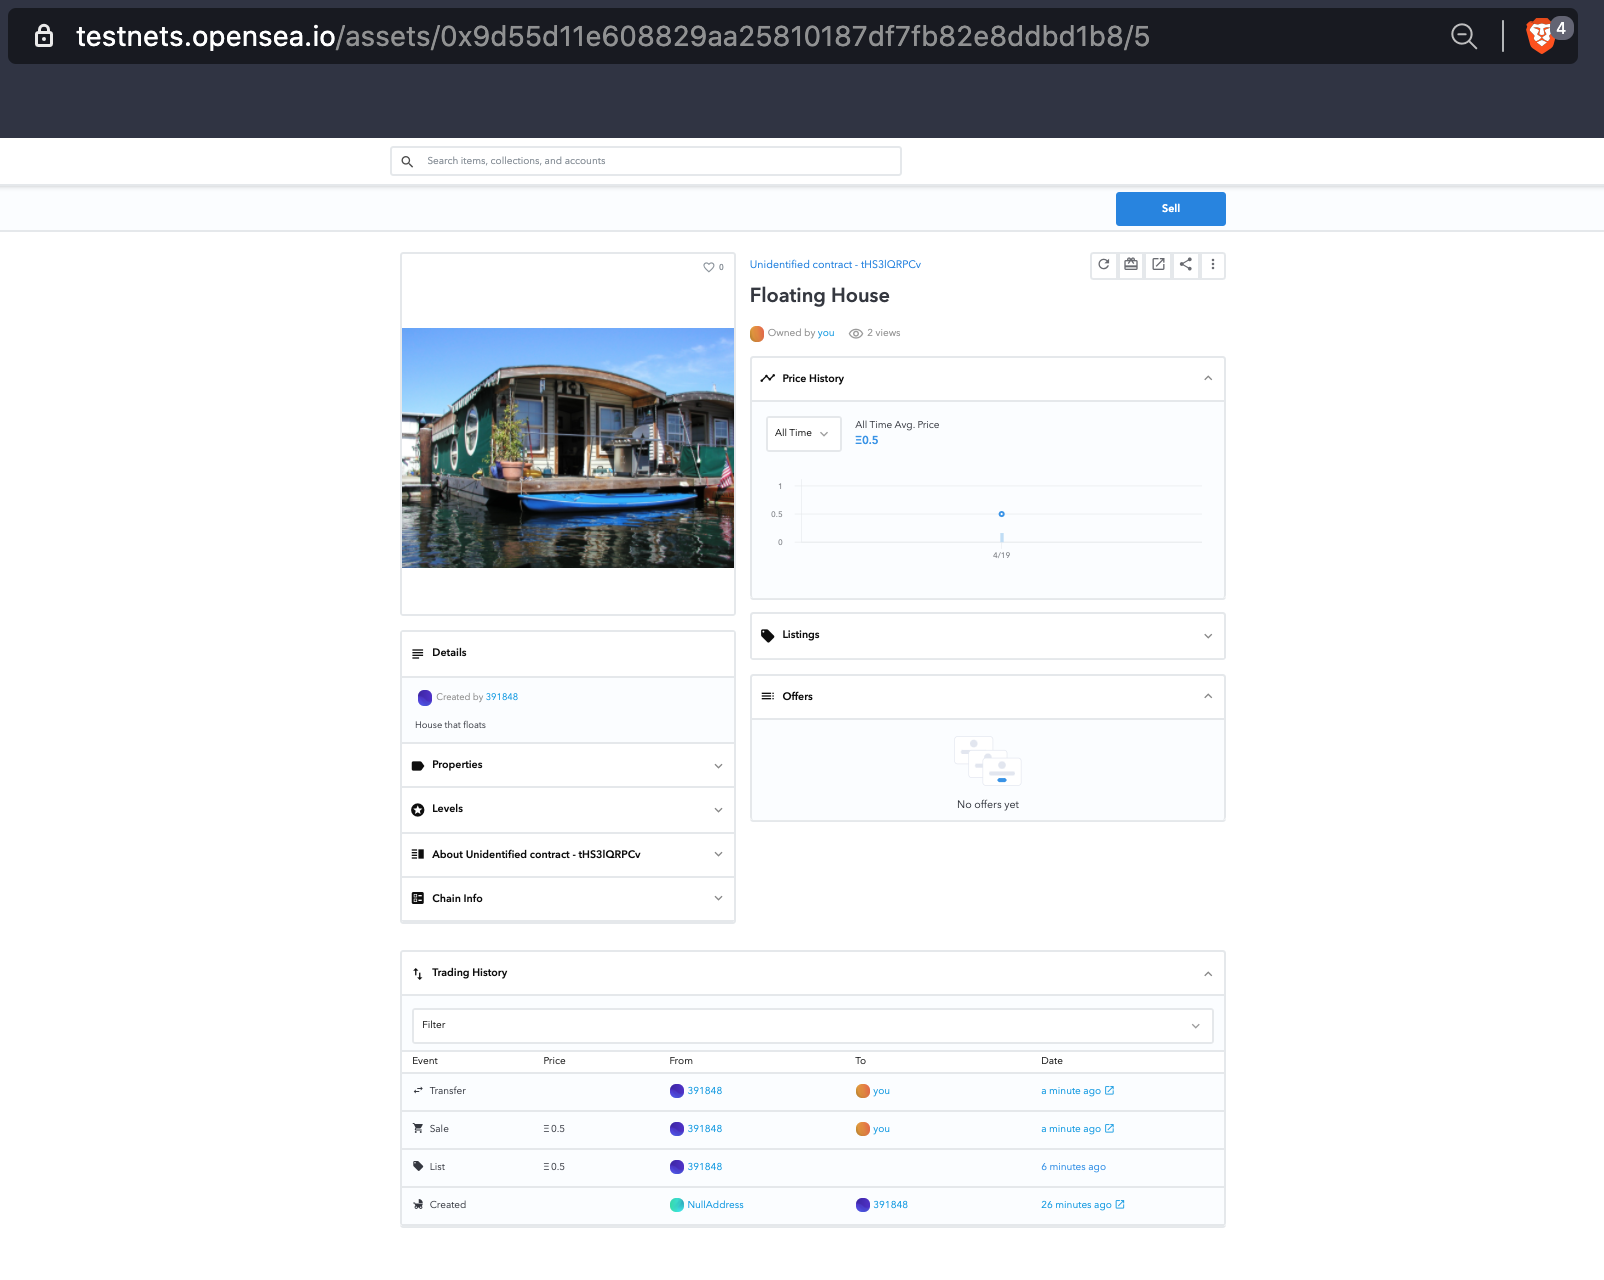 testnets.opensea.io/assets/0x9d55d11e608829aa25810187df7fb82e8ddbd1b8/5
4
Search items, collections, and accounts
Sell
0
Unidentified contract - tHS3lQRPCv
Floating House
Owned by you
2 views
Price History
All Time
All Time Avg. Price
Ξ0.5
1
0.5
0
4/19
Listings
Offers
No offers yet
Details
Created by 391848
House that floats
Properties
Levels
About Unidentified contract - tHS3lQRPCv
Chain Info
Trading History
Filter
Event Price From To Date
Transfer 391848 you a minute ago
Sale Ξ0.5 391848 you a minute ago
List Ξ0.5 391848 6 minutes ago
Created NullAddress 391848 26 minutes ago